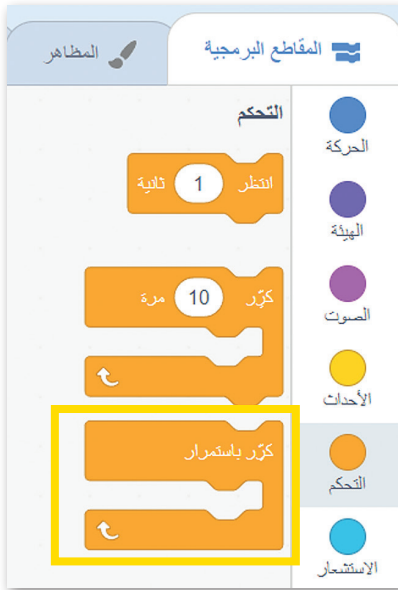 المقاطع البرمجية
المظاهر
الحركة
الهيئة
الصوت
الأحداث
التحكم
الاستشعار
التحكم
انتظر 1 ثانية
كرّر 10 مرة
كرّر باستمرار